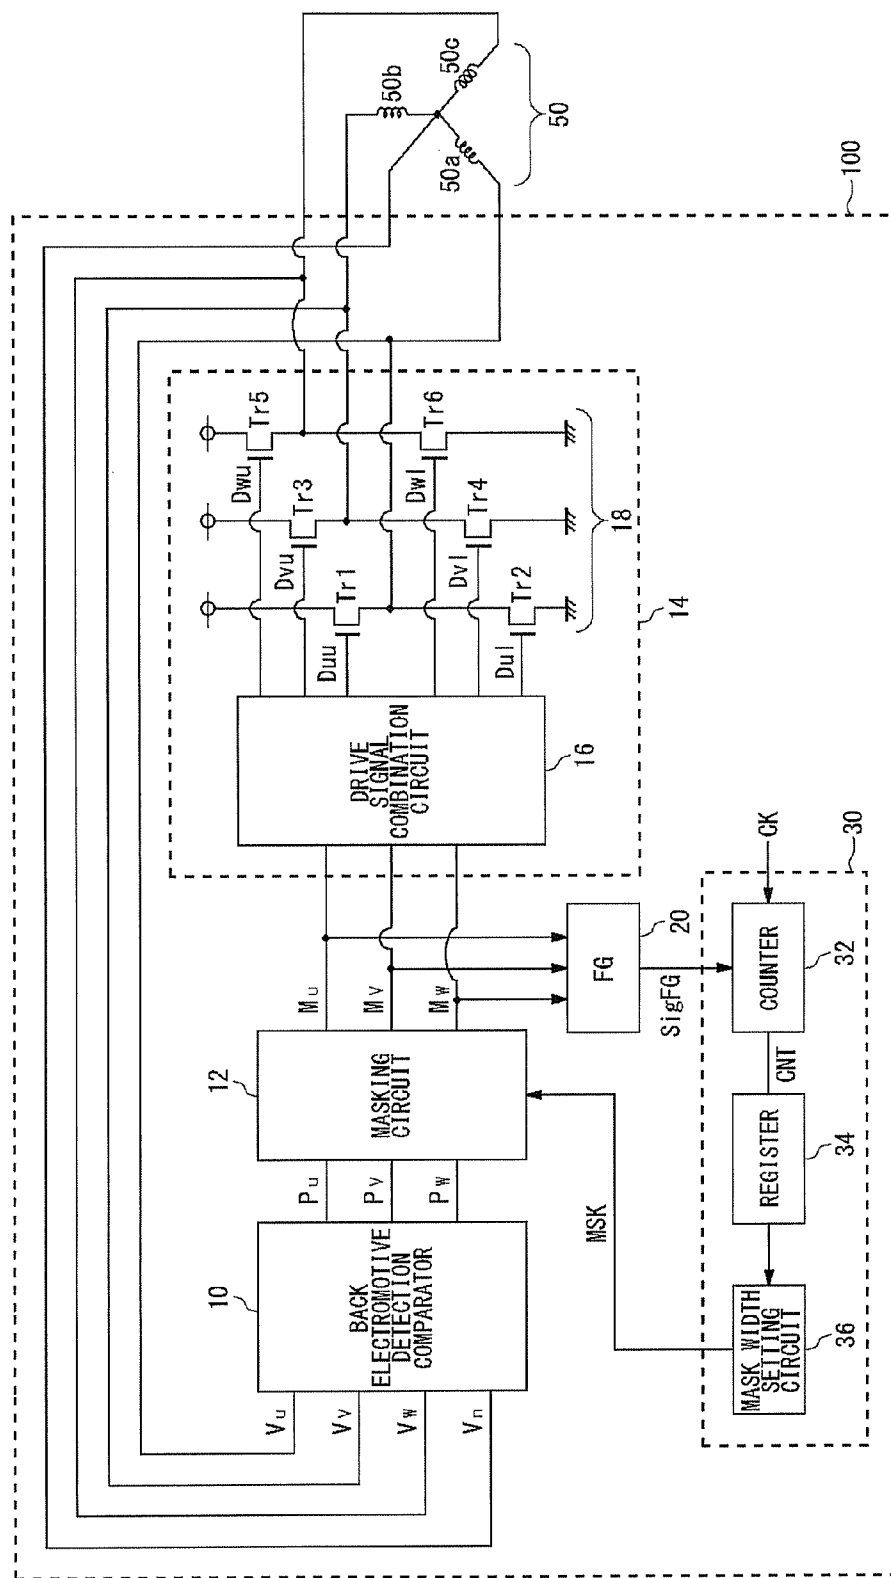 100
50
50a
50b
50c
14
18
Tr5
Tr6
Tr3
Tr4
Tr1
Tr2
Dwu
Dvu
Duu
Dwl
Dvl
Dul
DRIVE
SIGNAL
COMBINATION
CIRCUIT
16
Mu
Mv
Mw
FG
20
SigFG
12
MASKING
CIRCUIT
Pu
Pv
Pw
MSK
10
BACK
ELECTROMOTIVE
DETECTION
COMPARATOR
Vu
Vv
Vw
Vn
CK
30
COUNTER
32
CNT
REGISTER
34
MASK WIDTH
SETTING
CIRCUIT
36